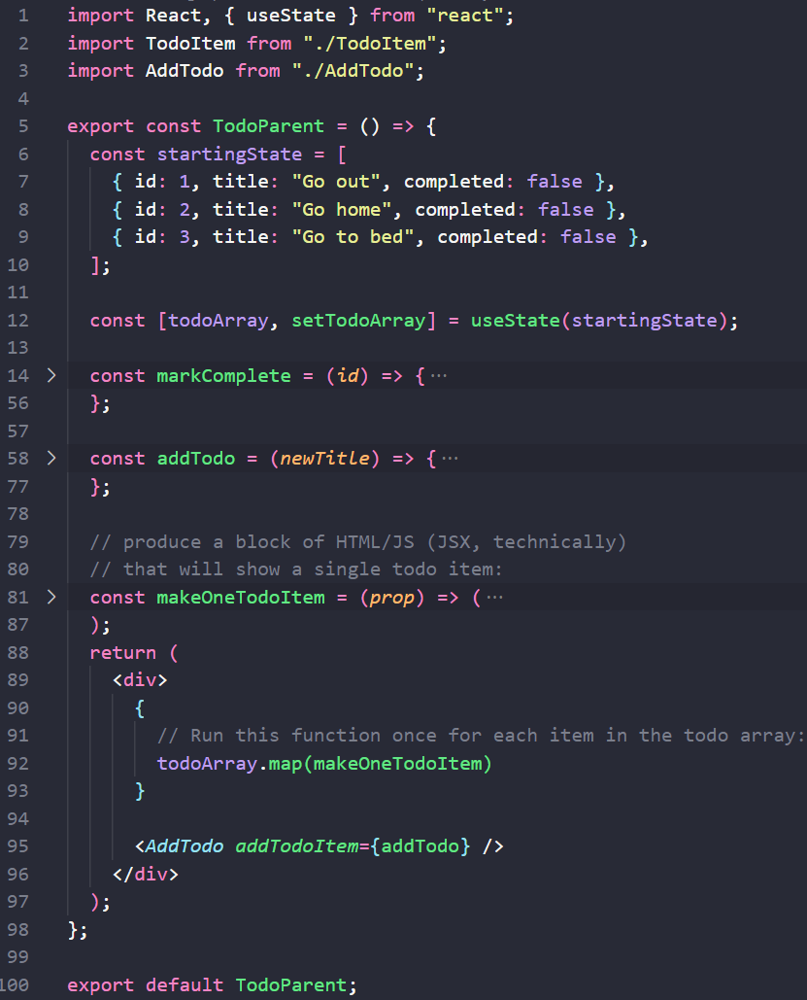 1 import React, { useState } from "react";
2 import TodoItem from "./TodoItem";
3 import AddTodo from "./AddTodo";
4
5 export const TodoParent = () => {
6 const startingState = [
7 { id: 1, title: "Go out", completed: false },
8 { id: 2, title: "Go home", completed: false },
9 { id: 3, title: "Go to bed", completed: false },
10 ];
11
12 const [todoArray, setTodoArray] = useState(startingState);
13
14 > const markComplete = (id) => { ···
56 };
57
58 > const addTodo = (newTitle) => { ···
77 };
78
79 // produce a block of HTML/JS (JSX, technically)
80 // that will show a single todo item:
81 > const makeOneTodoItem = (prop) => ( ···
87 );
88 return (
89 <div>
90 {
91 // Run this function once for each item in the todo array:
92 todoArray.map(makeOneTodoItem)
93 }
94
95 <AddTodo addTodoItem={addTodo} />
96 </div>
97 );
98 };
99
100 export default TodoParent;